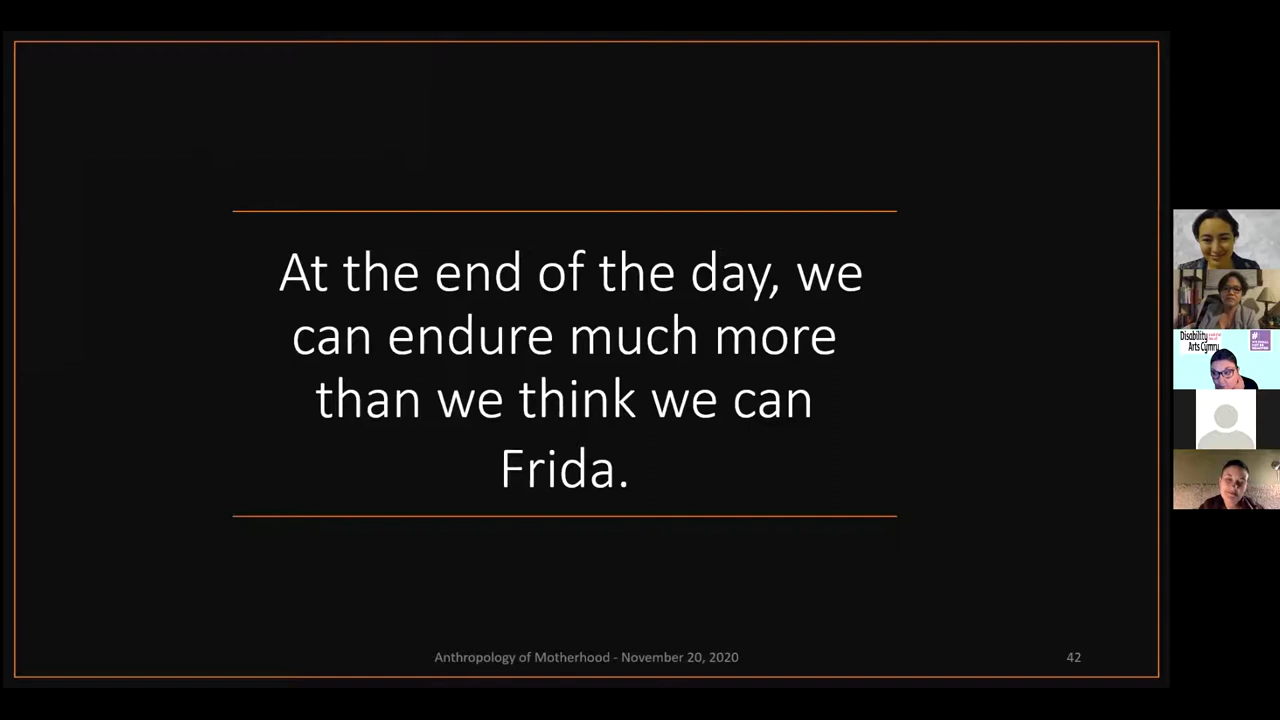 At the end of the day, we
can endure much more
than we think we can
Frida.
Anthropology of Motherhood - November 20, 2020
42
Disability
Arts Cymru